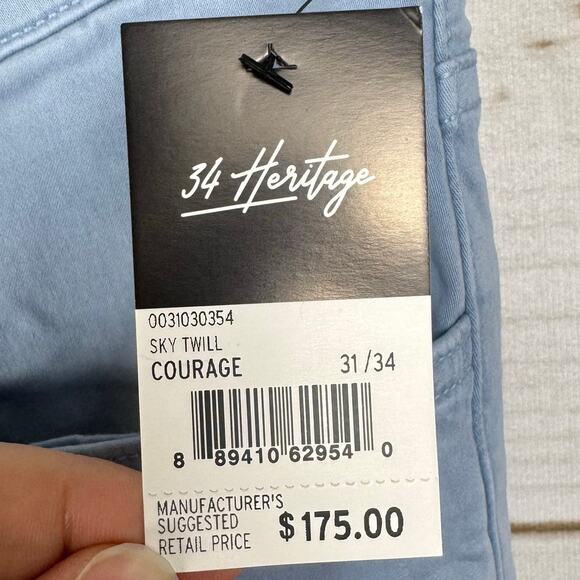 34 Heritage
0031030354
SKY TWILL
COURAGE 31/34
8 89410 62954 0
MANUFACTURER'S
SUGGESTED
RETAIL PRICE $175.00